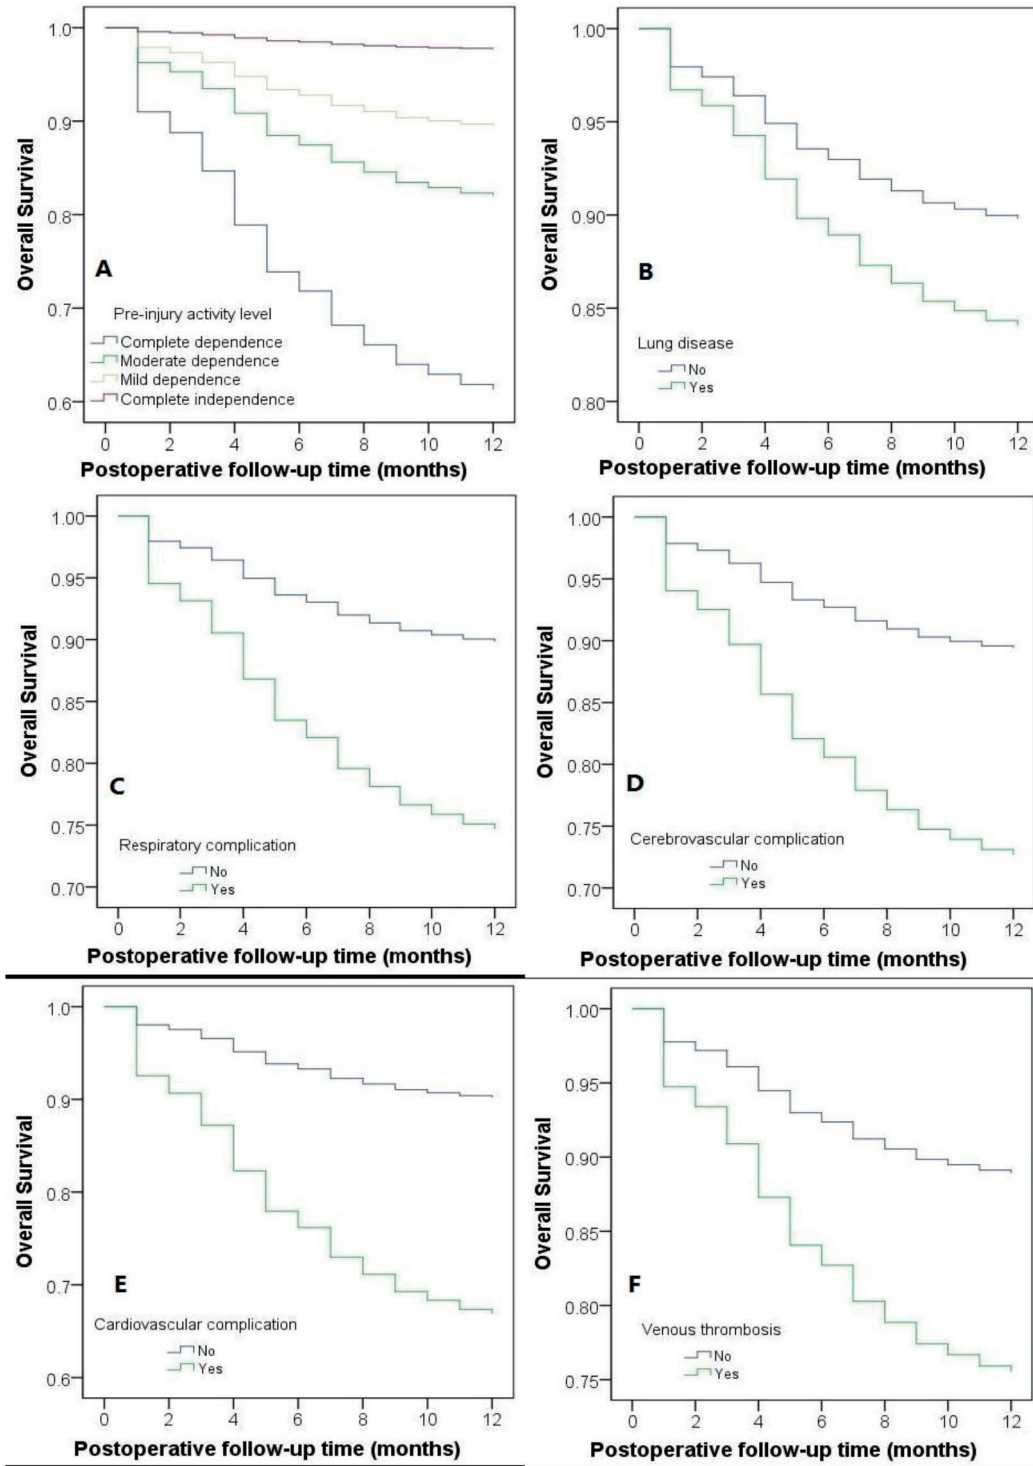 1.0
0.9
0.8
0.7
0.6
Overall Survival
A
Pre-injury activity level
Complete dependence
Moderate dependence
Mild dependence
Complete independence
0 2 4 6 8 10 12
Postoperative follow-up time (months)
1.00
0.95
0.90
0.85
0.80
Overall Survival
B
Lung disease
No
Yes
0 2 4 6 8 10 12
Postoperative follow-up time (months)
1.00
0.95
0.90
0.85
0.80
0.75
0.70
Overall Survival
C
Respiratory complication
No
Yes
0 2 4 6 8 10 12
Postoperative follow-up time (months)
1.00
0.95
0.90
0.85
0.80
0.75
0.70
Overall Survival
D
Cerebrovascular complication
No
Yes
0 2 4 6 8 10 12
Postoperative follow-up time (months)
1.0
0.9
0.8
0.7
0.6
Overall Survival
E
Cardiovascular complication
No
Yes
0 2 4 6 8 10 12
Postoperative follow-up time (months)
1.00
0.95
0.90
0.85
0.80
0.75
Overall Survival
F
Venous thrombosis
No
Yes
0 2 4 6 8 10 12
Postoperative follow-up time (months)